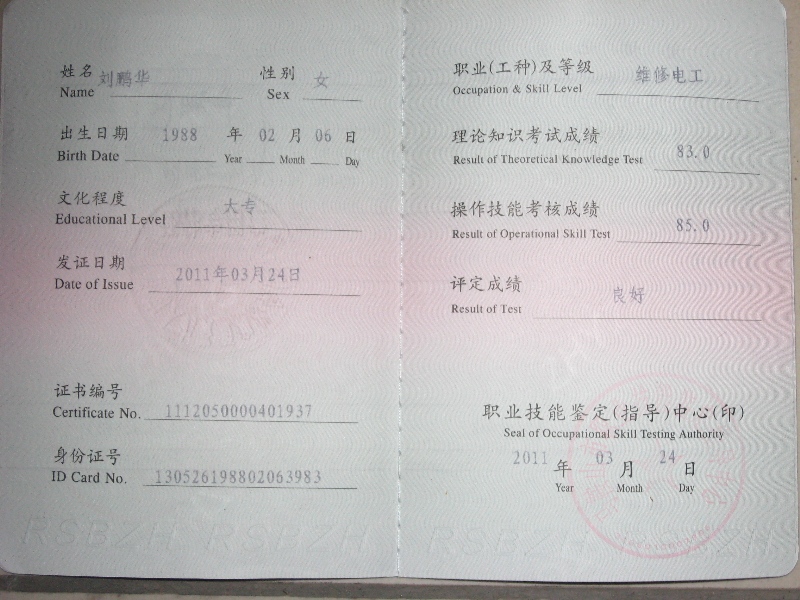 姓名 刘鹏华 性别 女
Name Sex
出生日期 1988 年 02 月 06 日
Birth Date Year Month Day
文化程度 大专
Educational Level
发证日期 2011年03月24日
Date of Issue
证书编号
Certificate No. 1112050000401937
身份证号
ID Card No. 130526198802063983
RSBZH RSBZH
职业(工种)及等级 维修电工
Occupation & Skill Level
理论知识考试成绩 83.0
Result of Theoretical Knowledge Test
操作技能考核成绩 85.0
Result of Operational Skill Test
评定成绩 良好
Result of Test
职业技能鉴定(指导)中心(印)
Seal of Occupational Skill Testing Authority
2011 年 03 月 24 日
Year Month Day
RSBZH